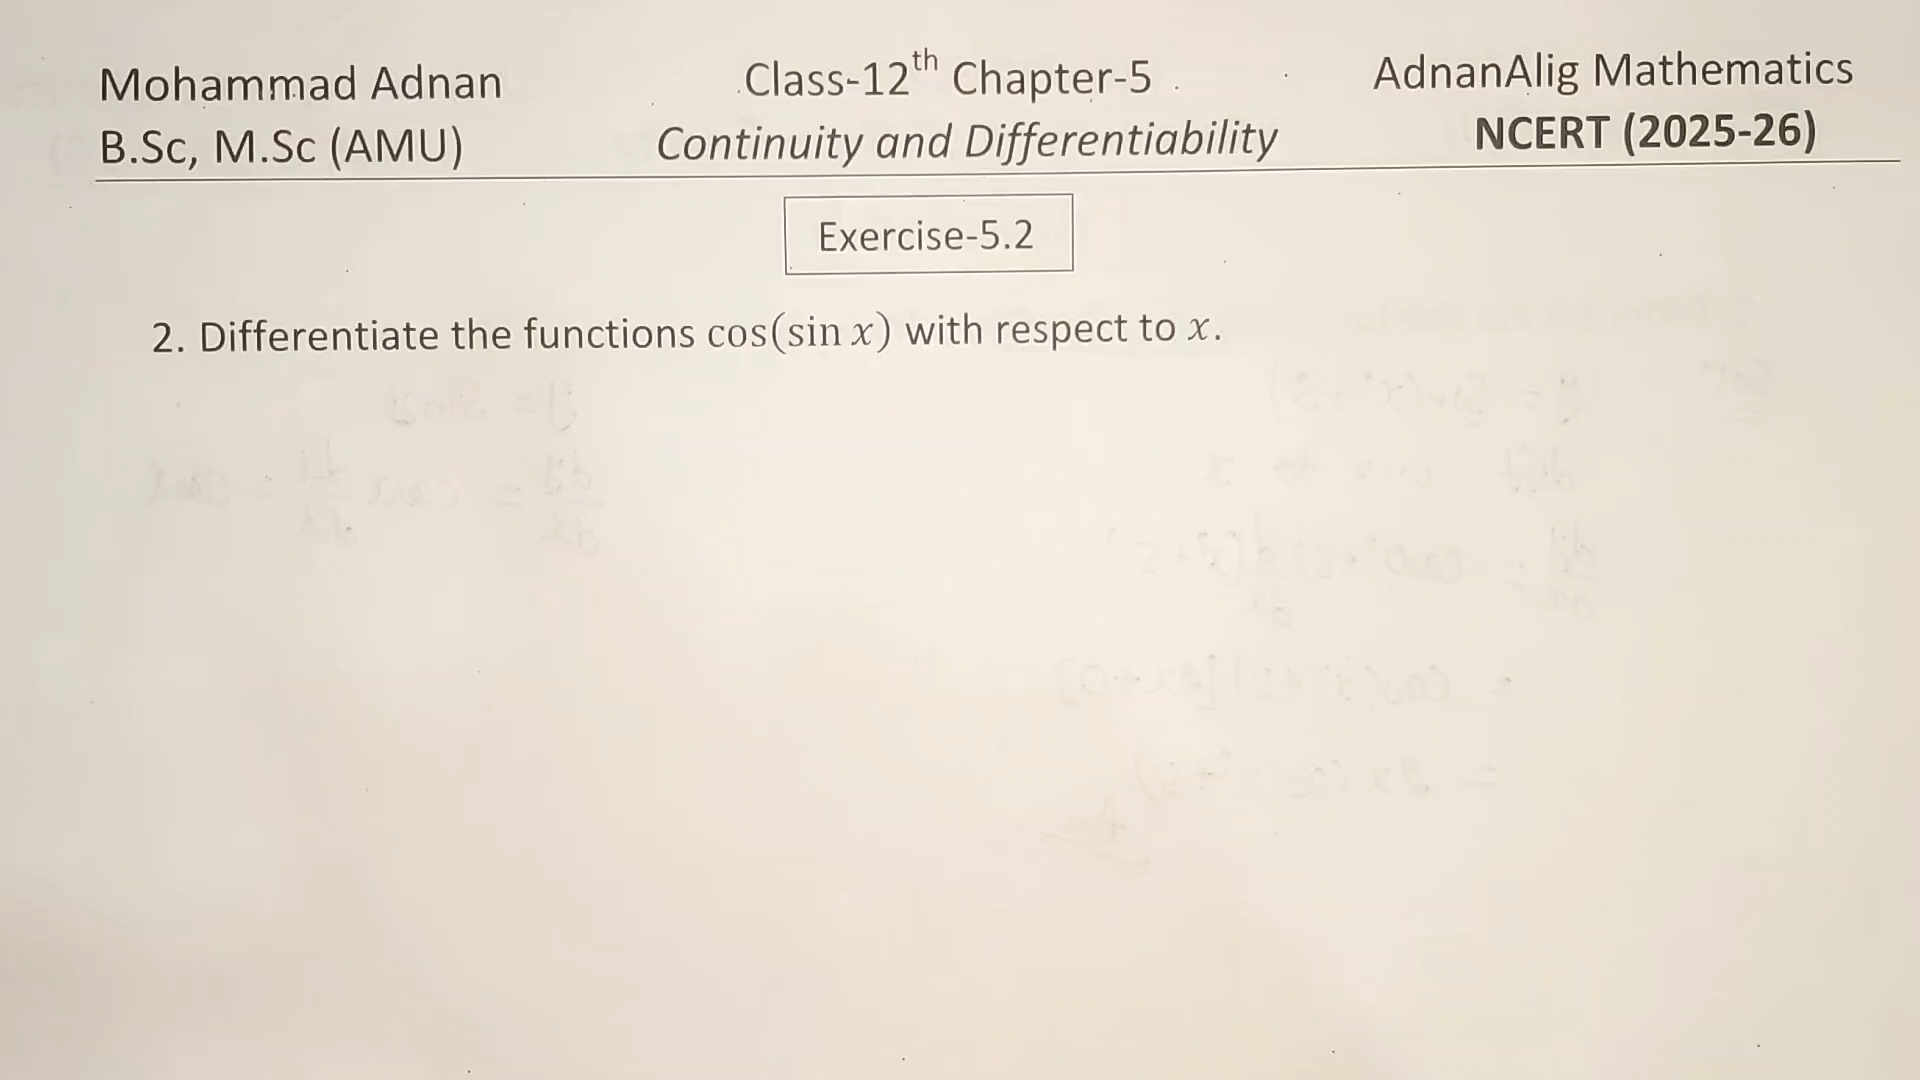 Mohammad Adnan
B.Sc, M.Sc (AMU)
Class-12th Chapter-5
Continuity and Differentiability
AdnanAlig Mathematics
NCERT (2025-26)
Exercise-5.2
2. Differentiate the functions cos(sin x) with respect to x.